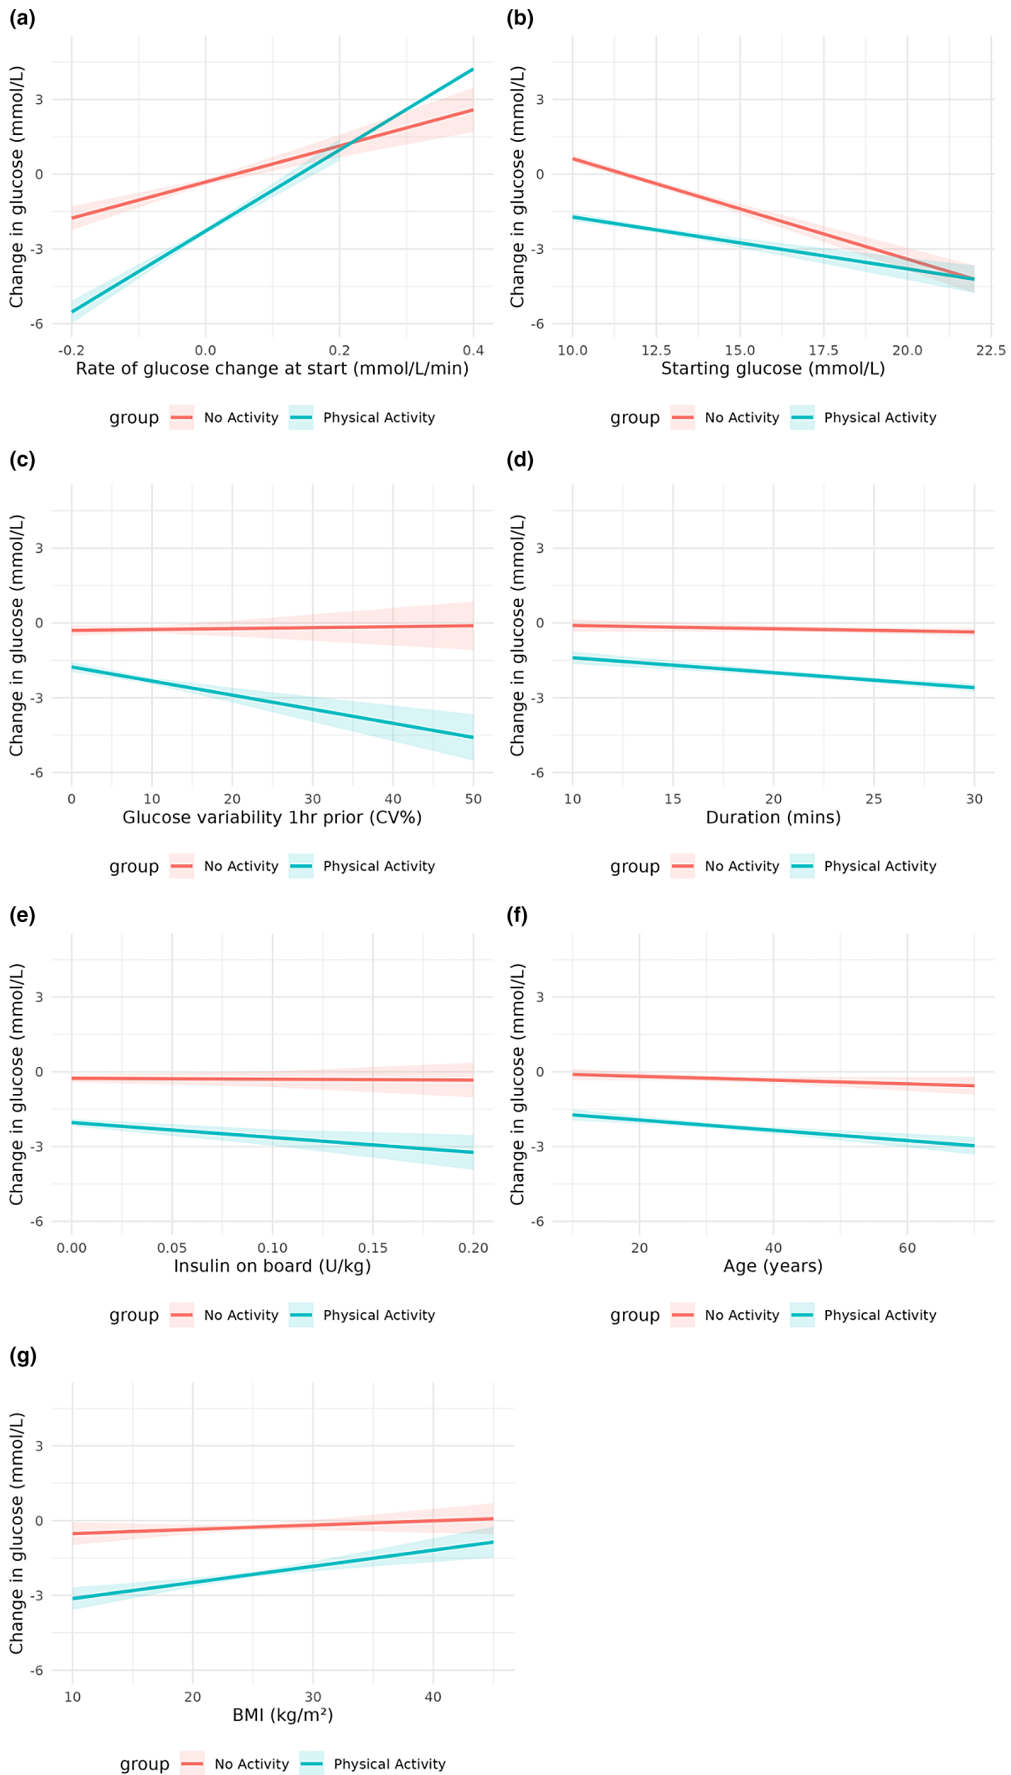 (a)
Change in glucose (mmol/L)
3
0
-3
-6
-0.2 0.0 0.2 0.4
Rate of glucose change at start (mmol/L/min)
group No Activity Physical Activity
(b)
Change in glucose (mmol/L)
3
0
-3
-6
10.0 12.5 15.0 17.5 20.0 22.5
Starting glucose (mmol/L)
group No Activity Physical Activity
(c)
Change in glucose (mmol/L)
3
0
-3
-6
0 10 20 30 40 50
Glucose variability 1hr prior (CV%)
group No Activity Physical Activity
(d)
Change in glucose (mmol/L)
3
0
-3
-6
10 15 20 25 30
Duration (mins)
group No Activity Physical Activity
(e)
Change in glucose (mmol/L)
3
0
-3
-6
0.00 0.05 0.10 0.15 0.20
Insulin on board (U/kg)
group No Activity Physical Activity
(f)
Change in glucose (mmol/L)
3
0
-3
-6
20 40 60
Age (years)
group No Activity Physical Activity
(g)
Change in glucose (mmol/L)
3
0
-3
-6
10 20 30 40
BMI (kg/m²)
group No Activity Physical Activity